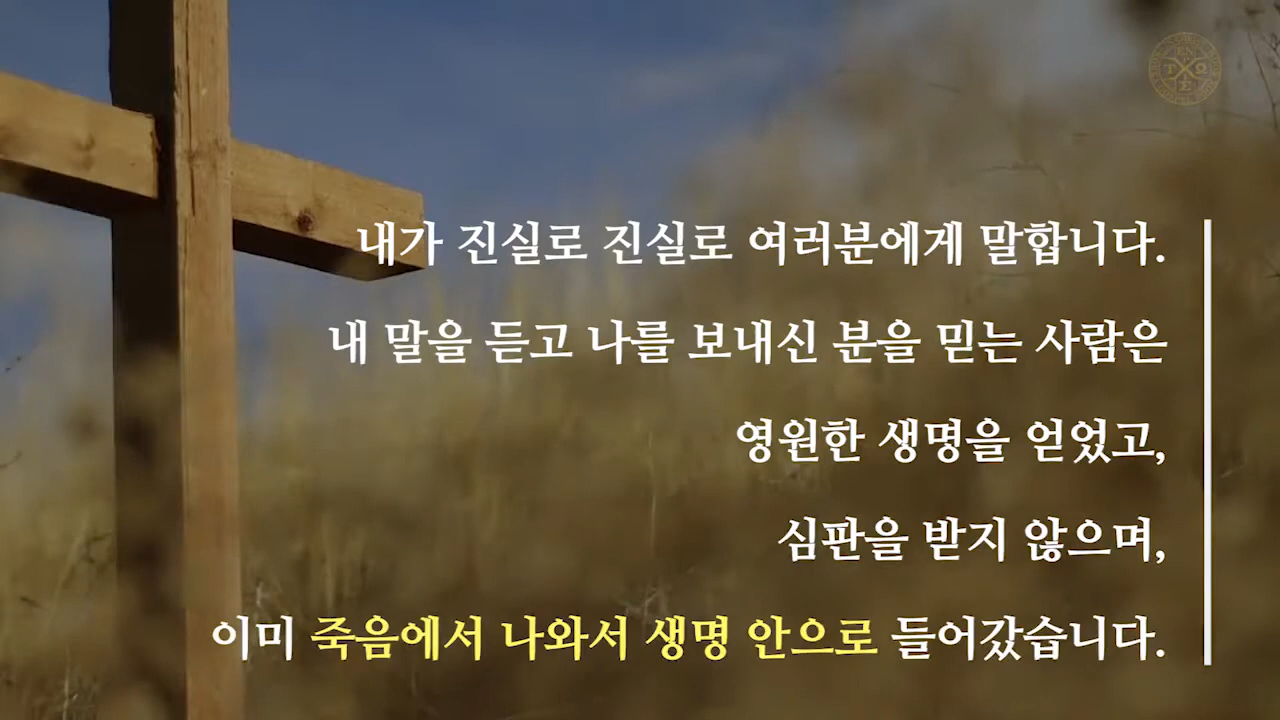 내가 진실로 진실로 여러분에게 말합니다.
내 말을 듣고 나를 보내신 분을 믿는 사람은
영원한 생명을 얻었고,
심판을 받지 않으며,
이미 죽음에서 나와서 생명 안으로 들어갔습니다.